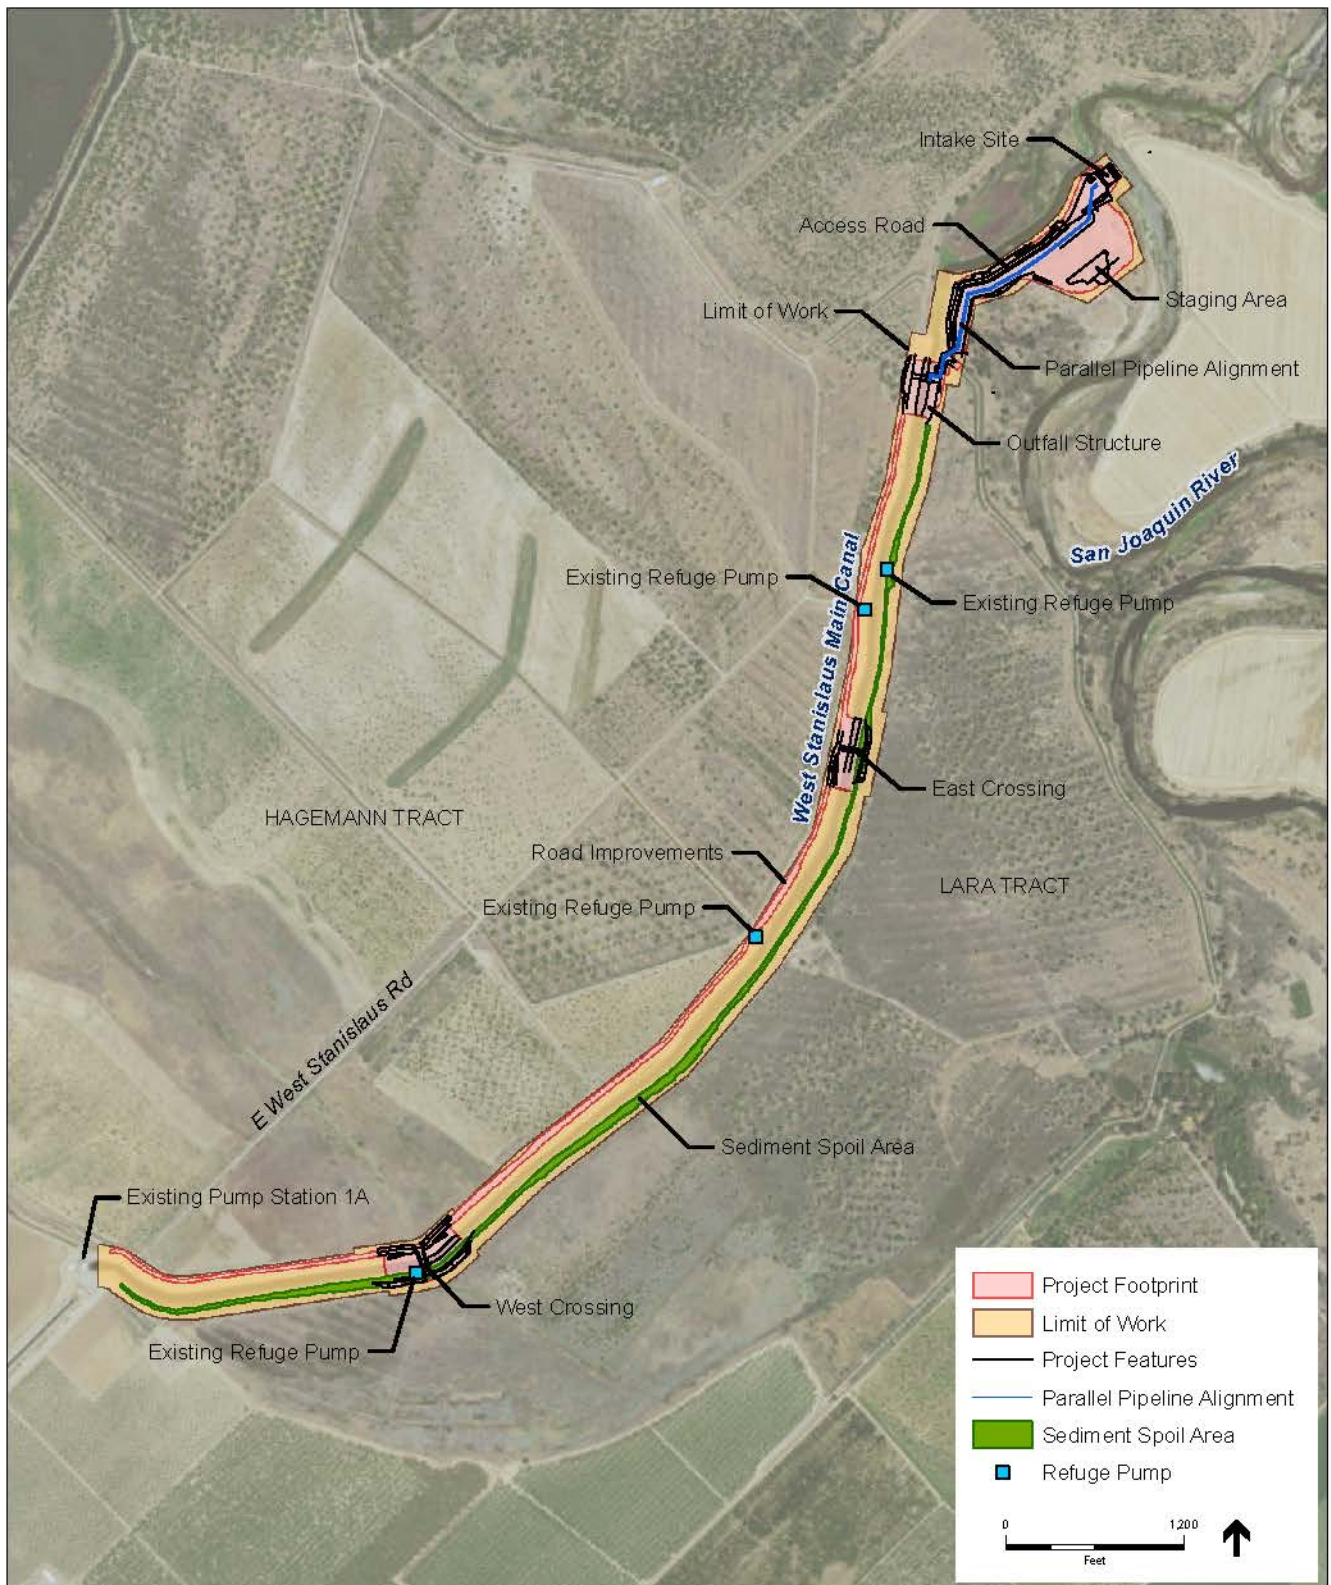 Intake Site
Access Road
Staging Area
Limit of Work
Parallel Pipeline Alignment
Outfall Structure
San Joaquin River
Existing Refuge Pump
Existing Refuge Pump
West Stanislaus Main Canal
East Crossing
HAGEMANN TRACT
Road Improvements
LARA TRACT
Existing Refuge Pump
E West Stanislaus Rd
Sediment Spoil Area
Existing Pump Station 1A
West Crossing
Existing Refuge Pump
Project Footprint
Limit of Work
Project Features
Parallel Pipeline Alignment
Sediment Spoil Area
Refuge Pump
0 1,200
Feet